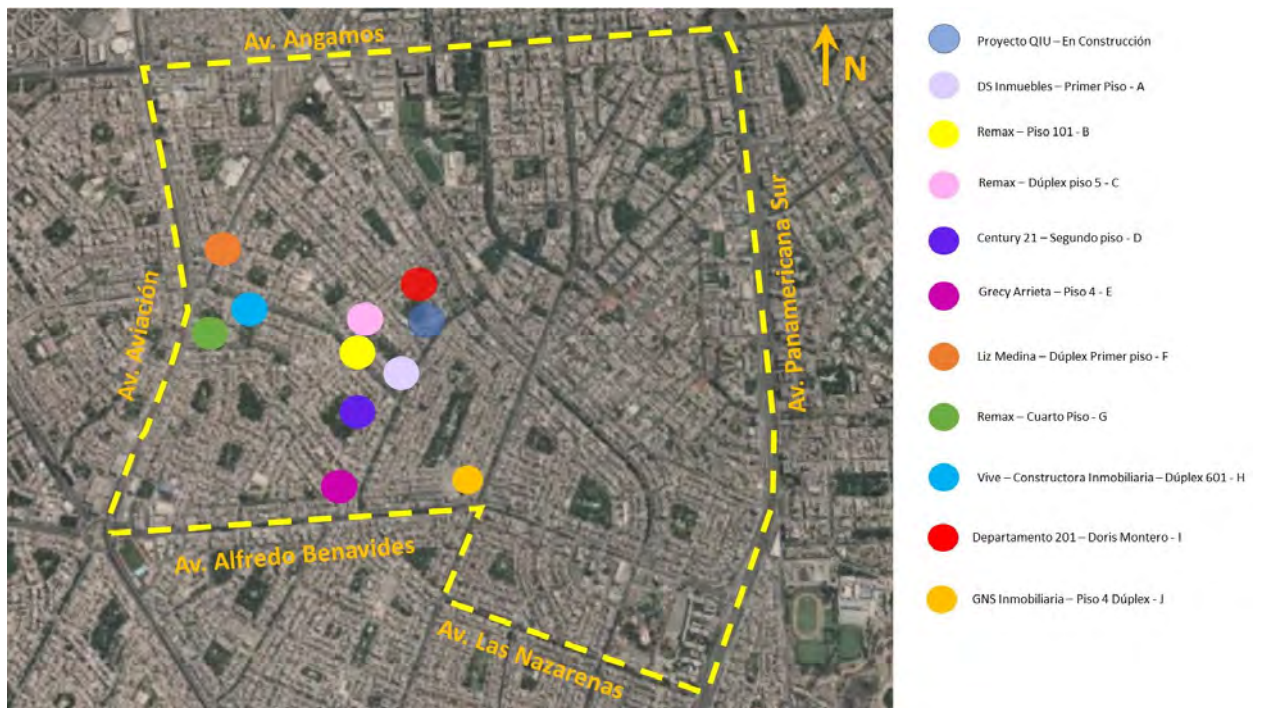 Av. Angamos
N
Av. Aviación
Av. Panamericana Sur
Av. Alfredo Benavides
Av. Las Nazarenas
Proyecto QIU – En Construcción
DS Inmuebles – Primer Piso - A
Remax – Piso 101 - B
Remax – Dúplex piso 5 - C
Century 21 – Segundo piso - D
Grecy Arrieta – Piso 4 - E
Liz Medina – Dúplex Primer piso - F
Remax – Cuarto Piso - G
Vive – Constructora Inmobiliaria – Dúplex 601 - H
Departamento 201 – Doris Montero - I
GNS Inmobiliaria – Piso 4 Dúplex - J